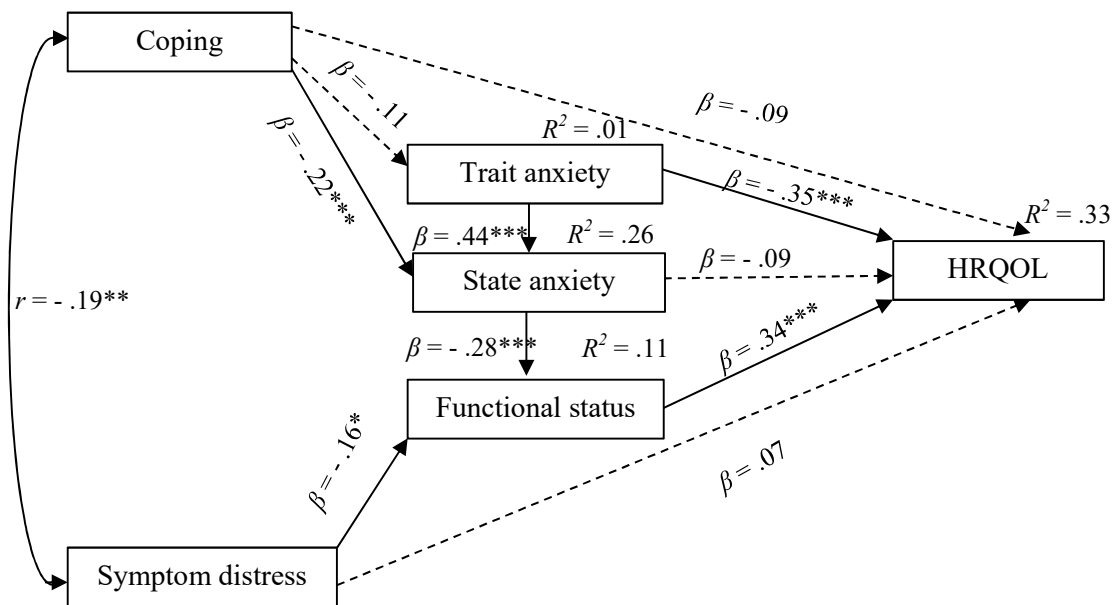 Coping
β = - .11
β = - .09
R² = .01
β = - .22***
Trait anxiety
β = - .35***
R² = .33
β = .44***
R² = .26
β = - .09
HRQOL
State anxiety
r = - .19**
β = - .28***
R² = .11
β = .34***
Functional status
β = - .16*
β = .07
Symptom distress